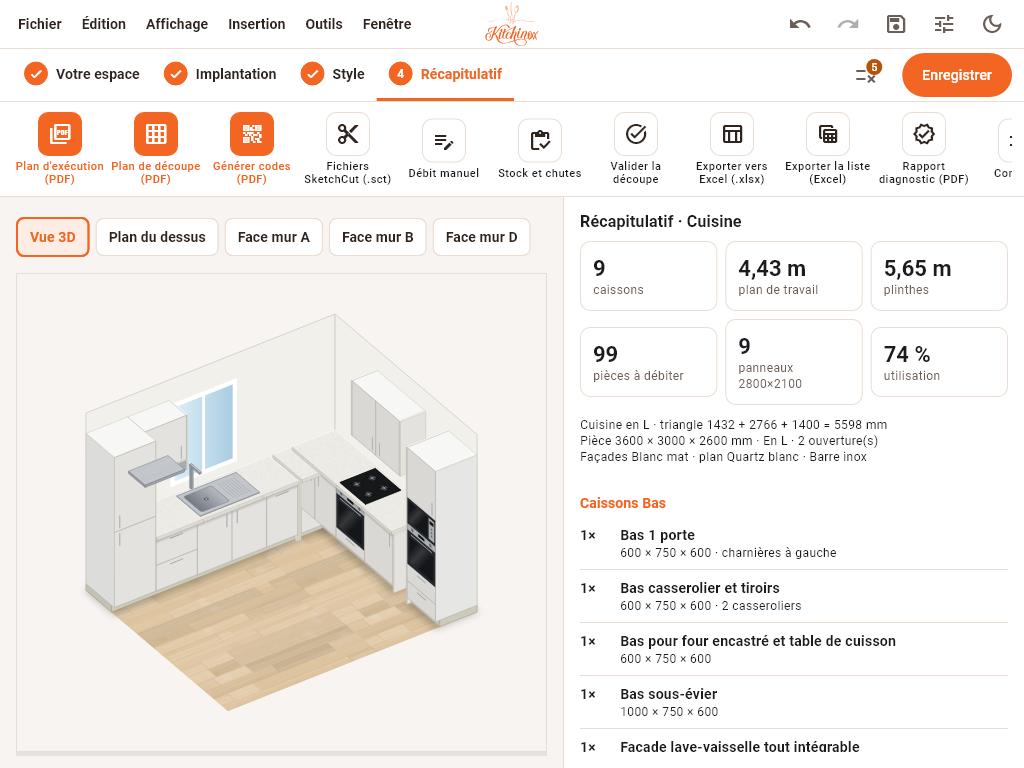 Fichier Édition Affichage Insertion Outils Fenêtre
Kitchinox
Votre espace Implantation Style 4 Récapitulatif 5 Enregistrer
Plan d'exécution (PDF)
Plan de découpe (PDF)
Générer codes (PDF)
Fichiers SketchCut (.sct)
Débit manuel
Stock et chutes
Valider la découpe
Exporter vers Excel (.xlsx)
Exporter la liste (Excel)
Rapport diagnostic (PDF)
Vue 3D Plan du dessus Face mur A Face mur B Face mur D
Récapitulatif · Cuisine
9
caissons
4,43 m
plan de travail
5,65 m
plinthes
99
pièces à débiter
9
panneaux
2800×2100
74 %
utilisation
Cuisine en L · triangle 1432 + 2766 + 1400 = 5598 mm
Pièce 3600 × 3000 × 2600 mm · En L · 2 ouverture(s)
Façades Blanc mat · plan Quartz blanc · Barre inox
Caissons Bas
1× Bas 1 porte
600 × 750 × 600 · charnières à gauche
1× Bas casserolier et tiroirs
600 × 750 × 600 · 2 casseroliers
1× Bas pour four encastré et table de cuisson
600 × 750 × 600
1× Bas sous-évier
1000 × 750 × 600
1× Façade lave-vaisselle tout intégrable